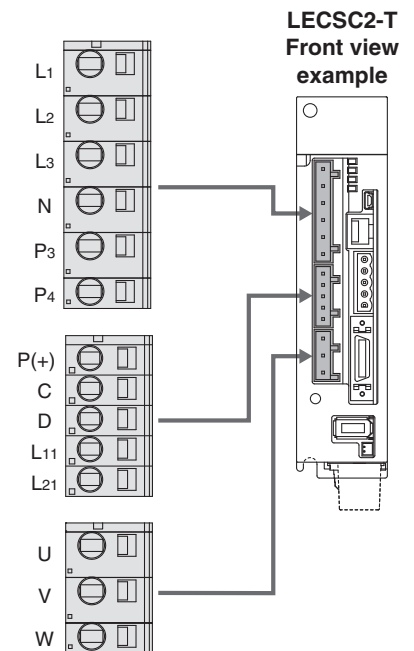 LECSC2-T
Front view
example
L1
L2
L3
N
P3
P4
P(+)
C
D
L11
L21
U
V
W